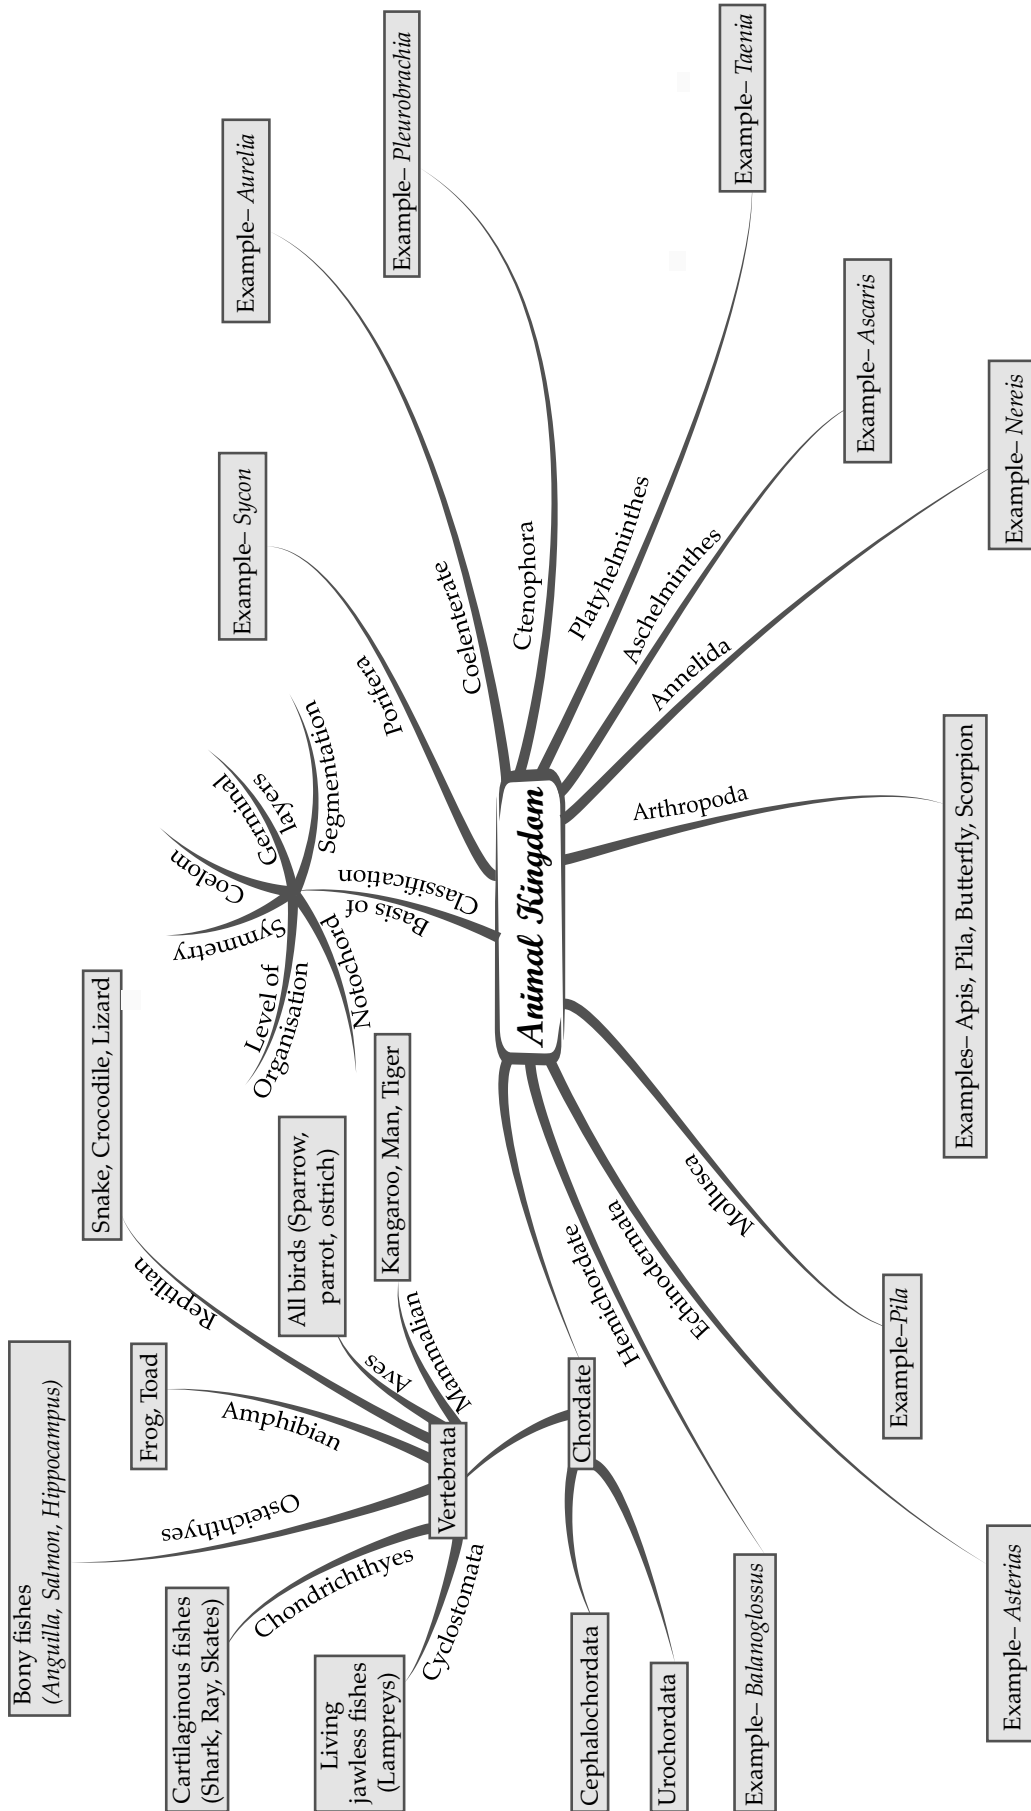 Animal Kingdom
Basis of
Classification
Segmentation
Germinal
layers
Coelom
Symmetry
Level of
Organisation
Notochord
Porifera
Example– Sycon
Coelenterate
Example– Aurelia
Ctenophora
Example– Pleurobrachia
Platyhelminthes
Example– Taenia
Aschelminthes
Example– Ascaris
Annelida
Example– Nereis
Arthropoda
Examples– Apis, Pila, Butterfly, Scorpion
Mollusca
Example–Pila
Echinodermata
Example– Asterias
Hemichordate
Example– Balanoglossus
Chordate
Urochordata
Cephalochordata
Vertebrata
Cyclostomata
Living
jawless fishes
(Lampreys)
Chondrichthyes
Cartilaginous fishes
(Shark, Ray, Skates)
Osteichthyes
Bony fishes
(Anguilla, Salmon, Hippocampus)
Amphibian
Frog, Toad
Reptilian
Snake, Crocodile, Lizard
Aves
All birds (Sparrow,
parrot, ostrich)
Mammalian
Kangaroo, Man, Tiger